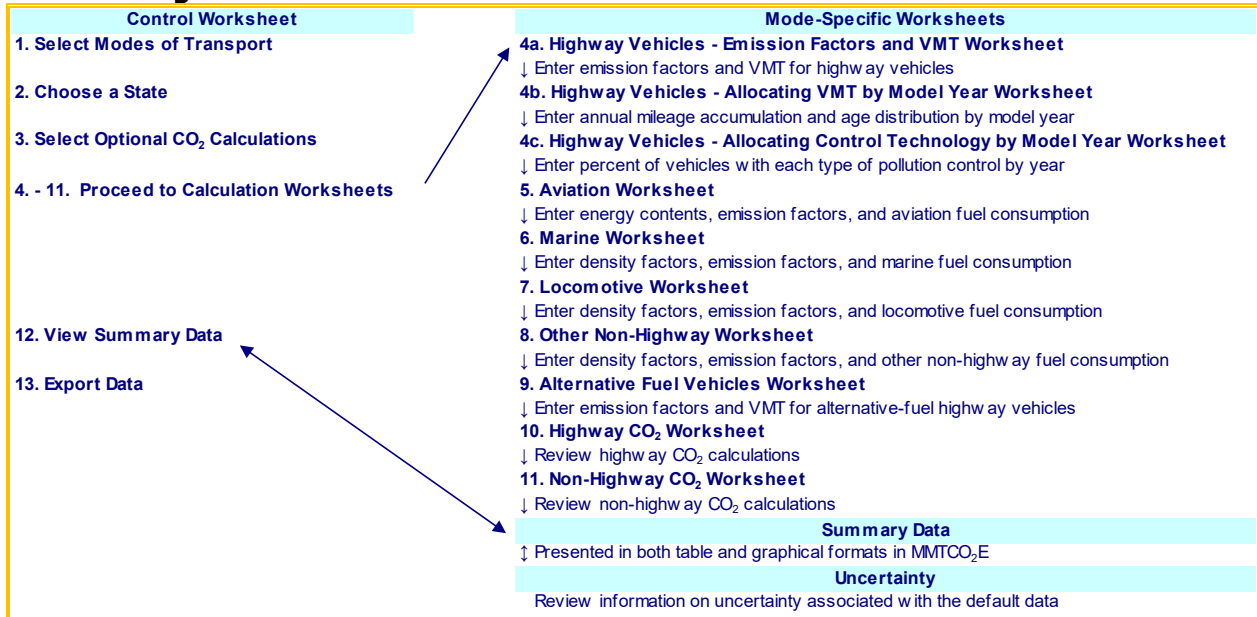 Control Worksheet
1. Select Modes of Transport
2. Choose a State
3. Select Optional CO₂ Calculations
4. - 11. Proceed to Calculation Worksheets
12. View Summary Data
13. Export Data
Mode-Specific Worksheets
4a. Highway Vehicles - Emission Factors and VMT Worksheet
↓ Enter emission factors and VMT for highway vehicles
4b. Highway Vehicles - Allocating VMT by Model Year Worksheet
↓ Enter annual mileage accumulation and age distribution by model year
4c. Highway Vehicles - Allocating Control Technology by Model Year Worksheet
↓ Enter percent of vehicles with each type of pollution control by year
5. Aviation Worksheet
↓ Enter energy contents, emission factors, and aviation fuel consumption
6. Marine Worksheet
↓ Enter density factors, emission factors, and marine fuel consumption
7. Locomotive Worksheet
↓ Enter density factors, emission factors, and locomotive fuel consumption
8. Other Non-Highway Worksheet
↓ Enter density factors, emission factors, and other non-highway fuel consumption
9. Alternative Fuel Vehicles Worksheet
↓ Enter emission factors and VMT for alternative-fuel highway vehicles
10. Highway CO₂ Worksheet
↓ Review highway CO₂ calculations
11. Non-Highway CO₂ Worksheet
↓ Review non-highway CO₂ calculations
Summary Data
↕ Presented in both table and graphical formats in MMTCO₂E
Uncertainty
Review information on uncertainty associated with the default data